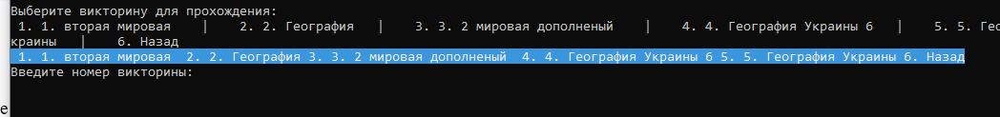 Выберите викторину для прохождения:
1. 1. вторая мировая | 2. 2. География | 3. 3. 2 мировая дополненый | 4. 4. География Украины 6 | 5. 5. Гео
краины | 6. Назад
1. 1. вторая мировая 2. 2. География 3. 3. 2 мировая дополненый 4. 4. География Украины 6 5. 5. География Украины 6. Назад
Введите номер викторины:
е